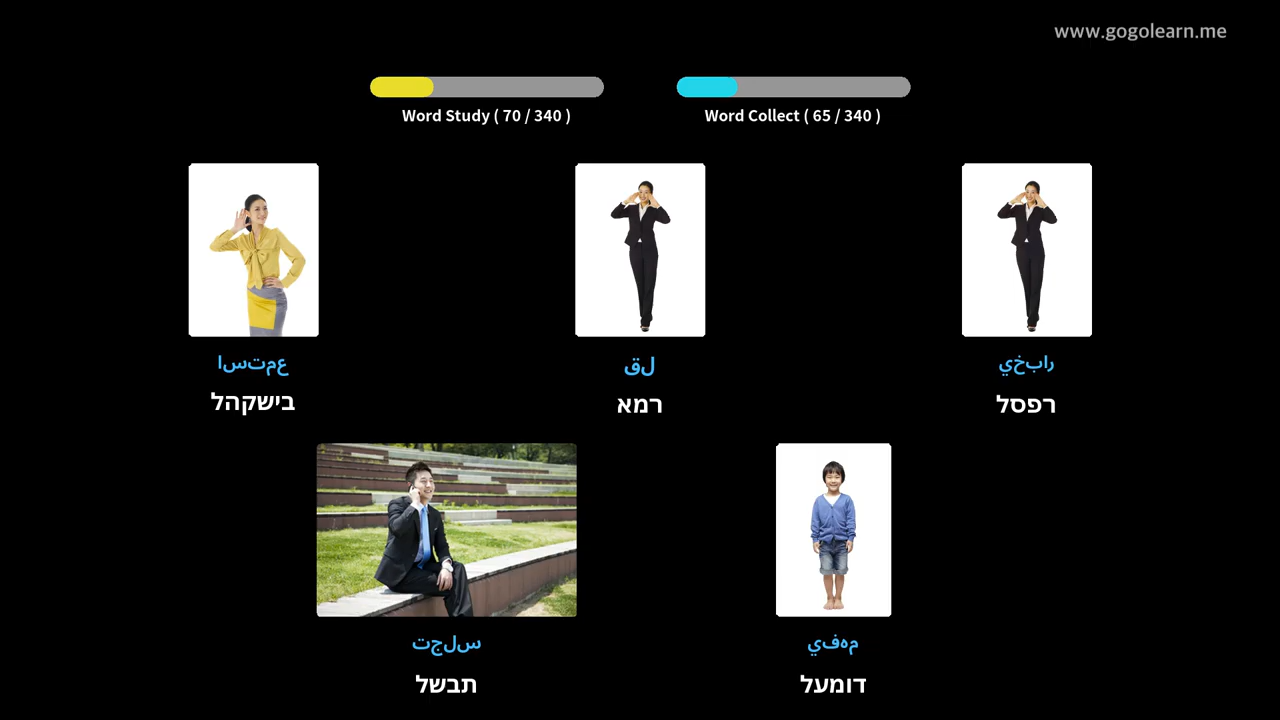 www.gogolearn.me
Word Study ( 70 / 340 )
Word Collect ( 65 / 340 )
عمتسا
בישקהל
لق
רמא
رابخي
רפסל
سلجت
תבשל
مهفي
דומעל